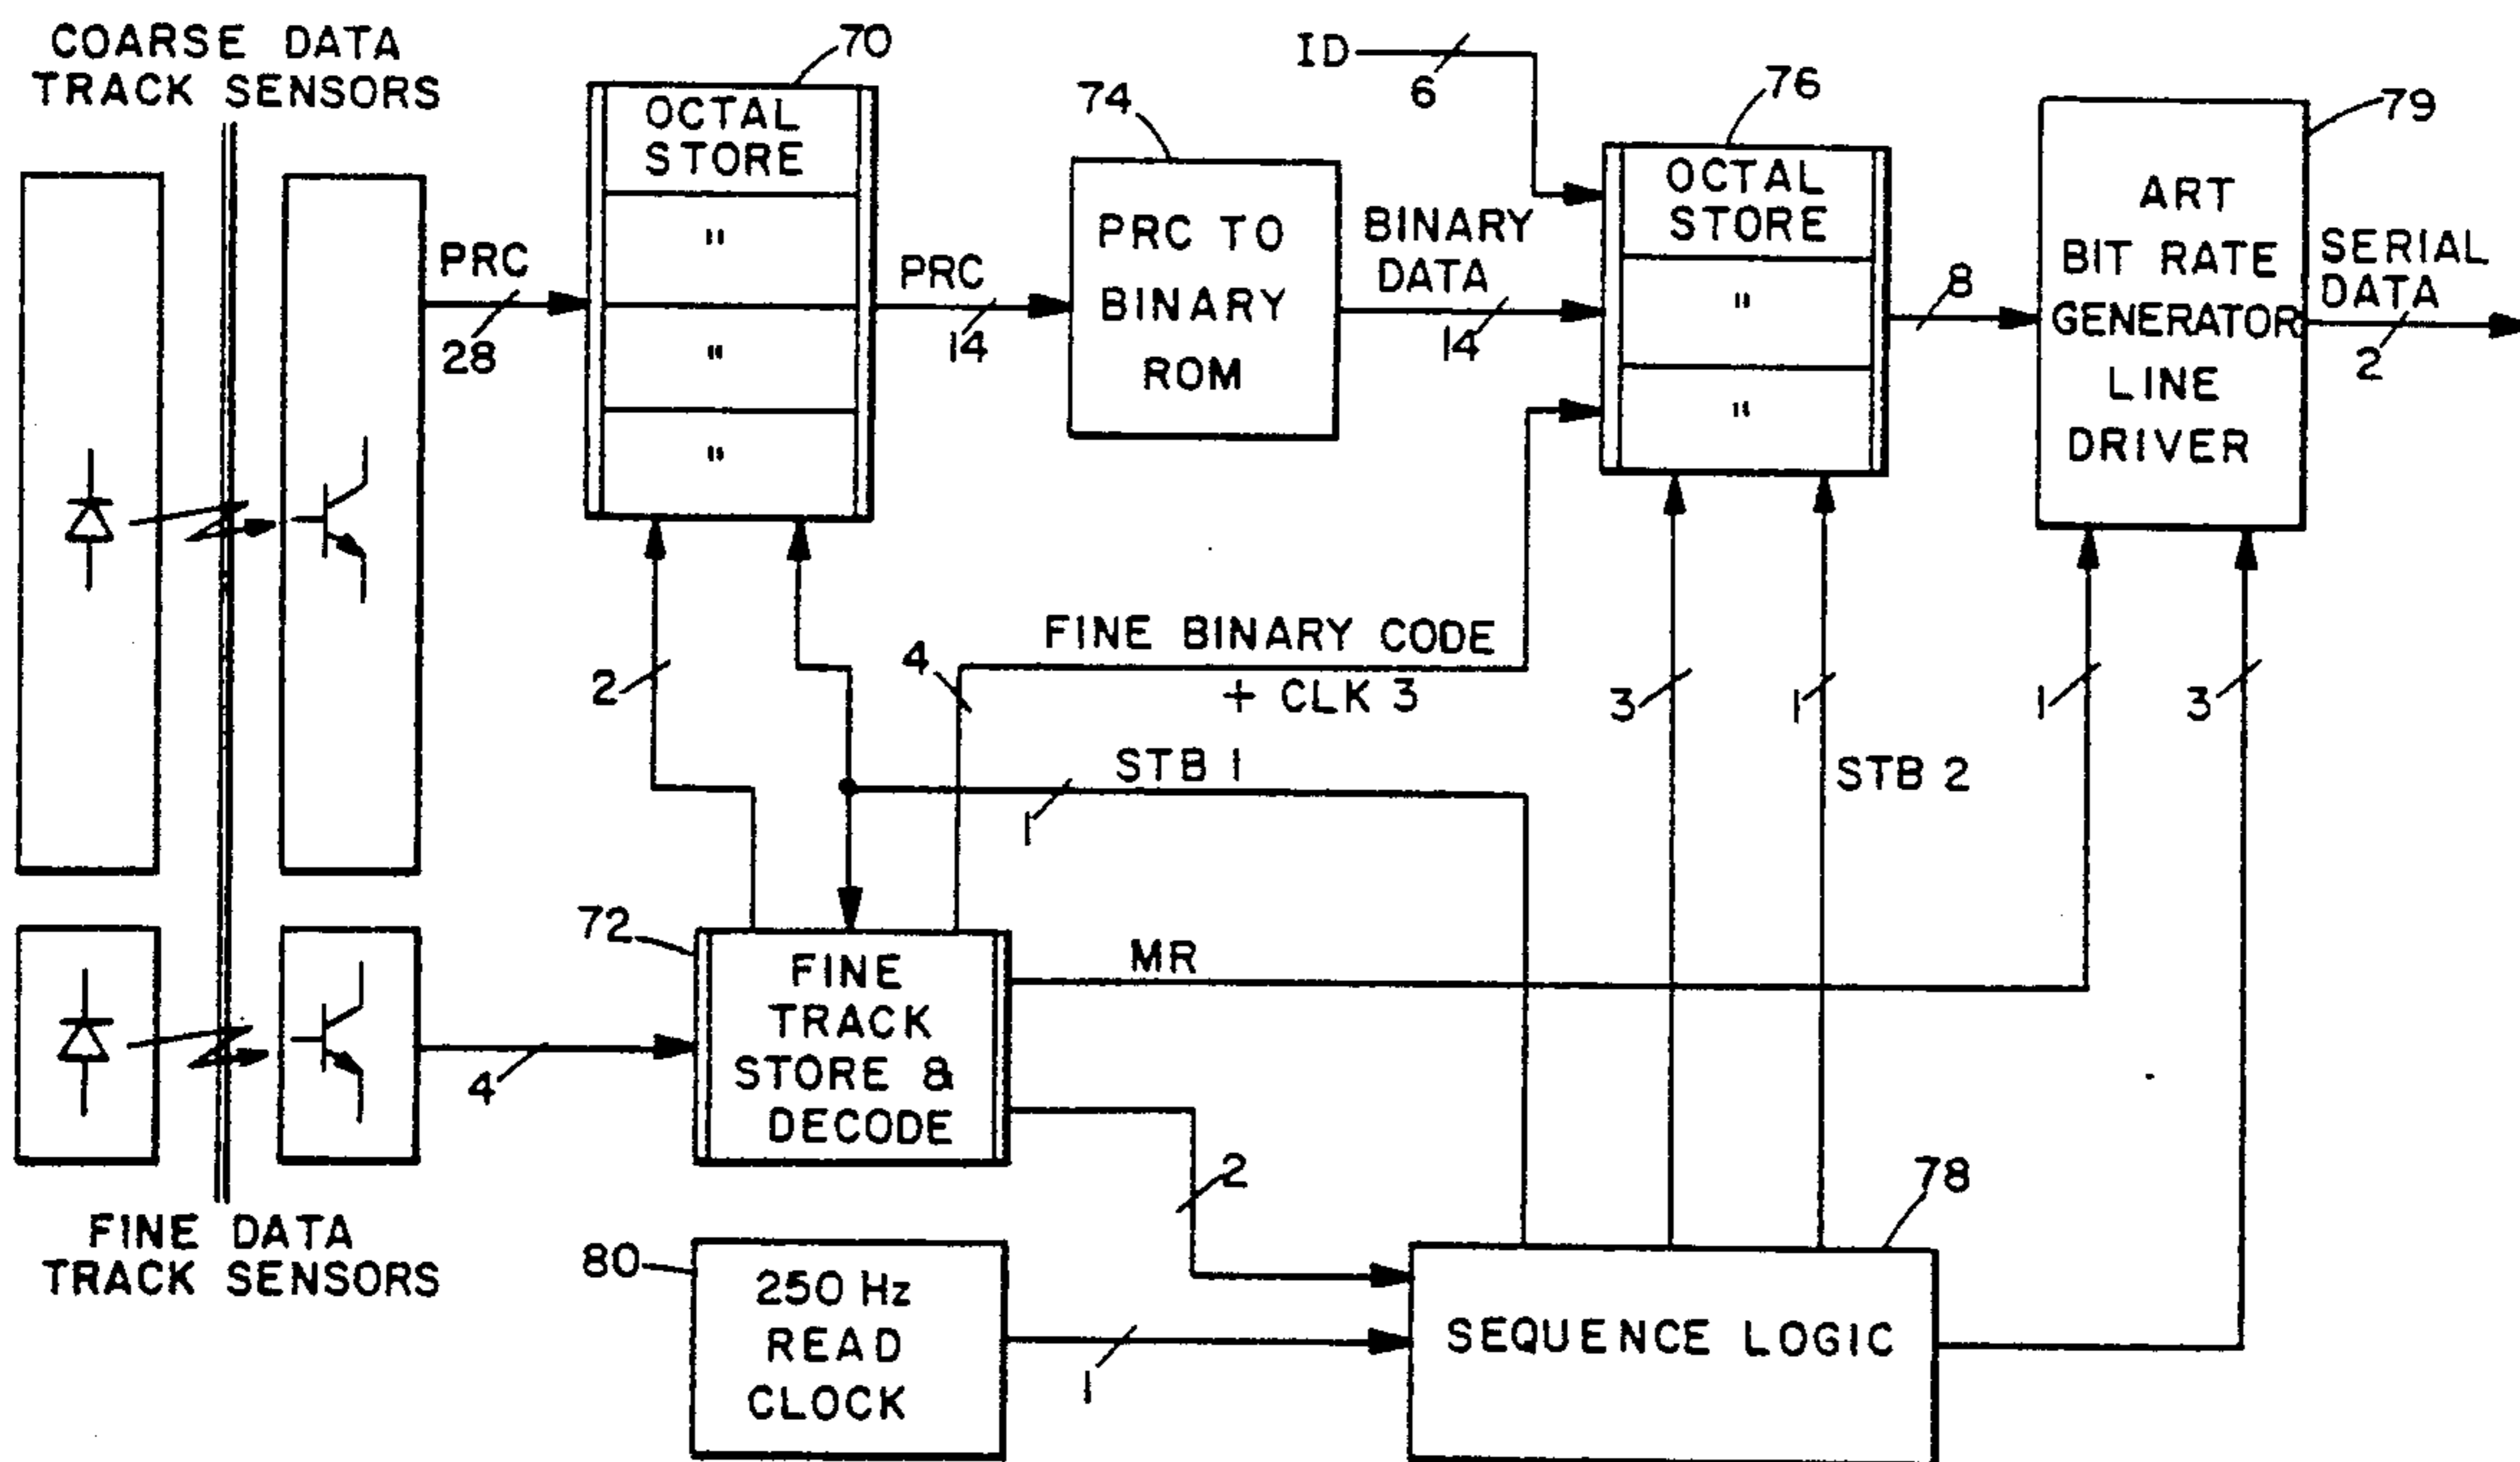 COARSE DATA
TRACK SENSORS
70
OCTAL
STORE
"
"
"
PRC
28
PRC
14
74
PRC TO
BINARY
ROM
BINARY
DATA
14
ID
6
76
OCTAL
STORE
"
"
8
79
ART
BIT RATE
GENERATOR
LINE
DRIVER
SERIAL
DATA
2
2
4
FINE BINARY CODE
+ CLK 3
STB 1
1
3
1
STB 2
1
3
72
FINE
TRACK
STORE &
DECODE
MR
4
2
FINE DATA
TRACK SENSORS
80
250 Hz
READ
CLOCK
1
78
SEQUENCE LOGIC